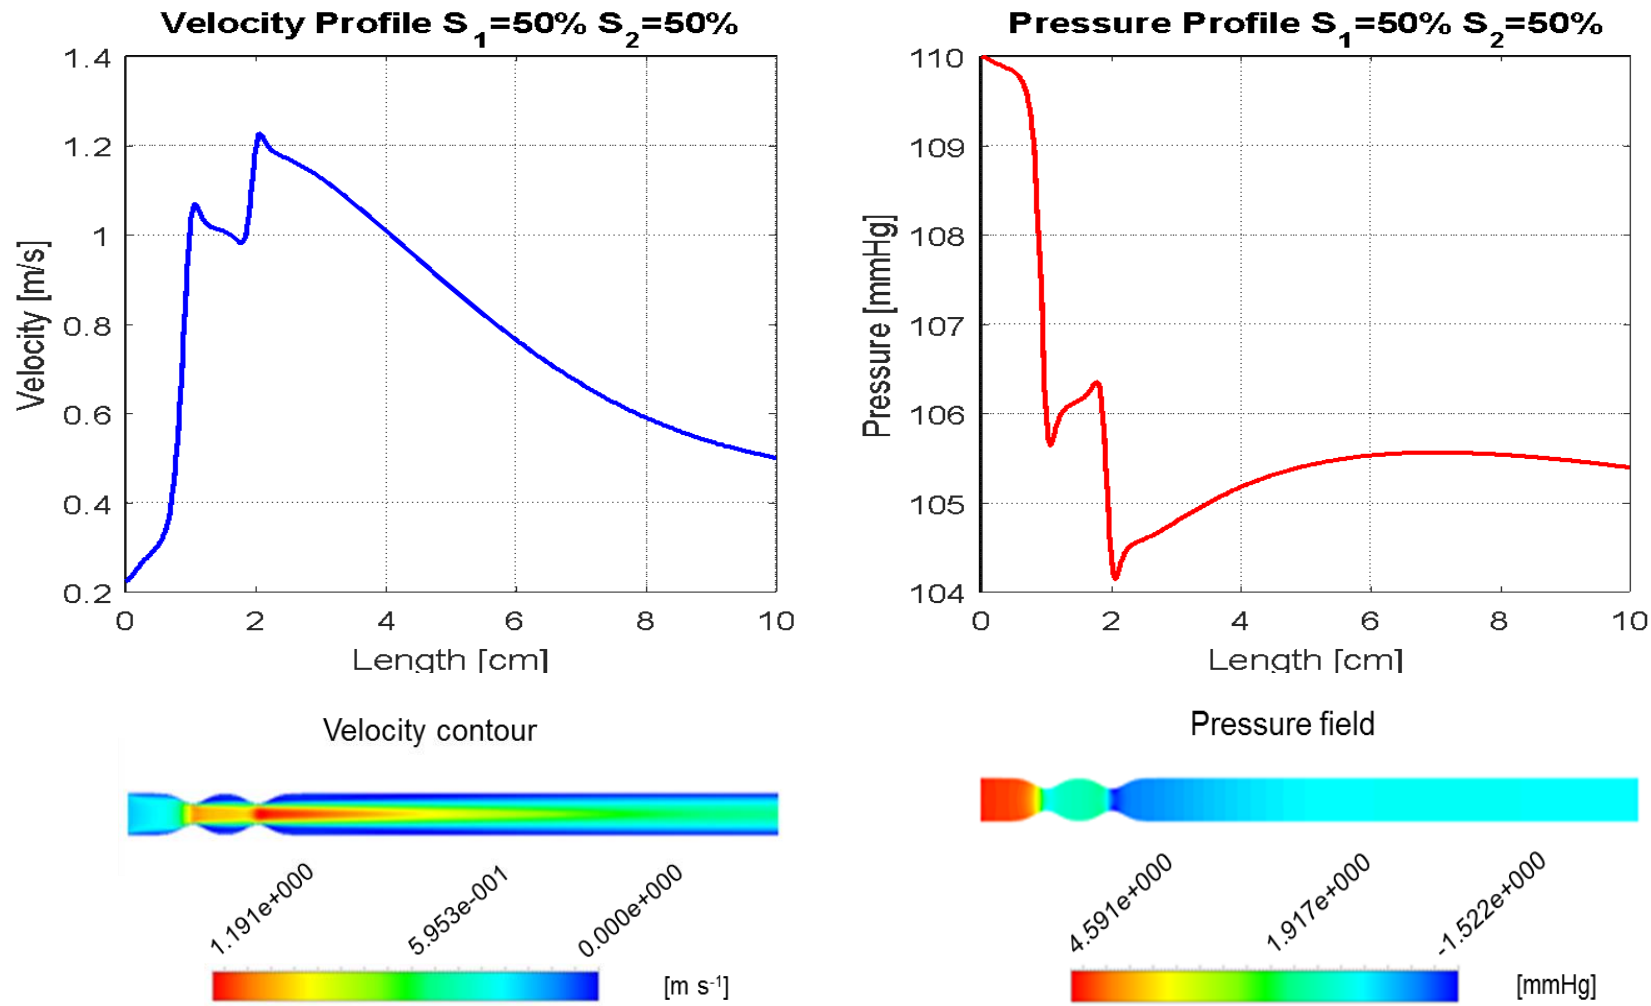 Velocity Profile S1=50% S2=50%
1.4
1.2
1
0.8
0.6
0.4
0.2
Velocity [m/s]
0 2 4 6 8 10
Length [cm]
Pressure Profile S1=50% S2=50%
110
109
108
107
106
105
104
Pressure [mmHg]
0 2 4 6 8 10
Length [cm]
Velocity contour
1.191e+000 5.953e-001 0.000e+000
[m s-1]
Pressure field
4.591e+000 1.917e+000 -1.522e+000
[mmHg]